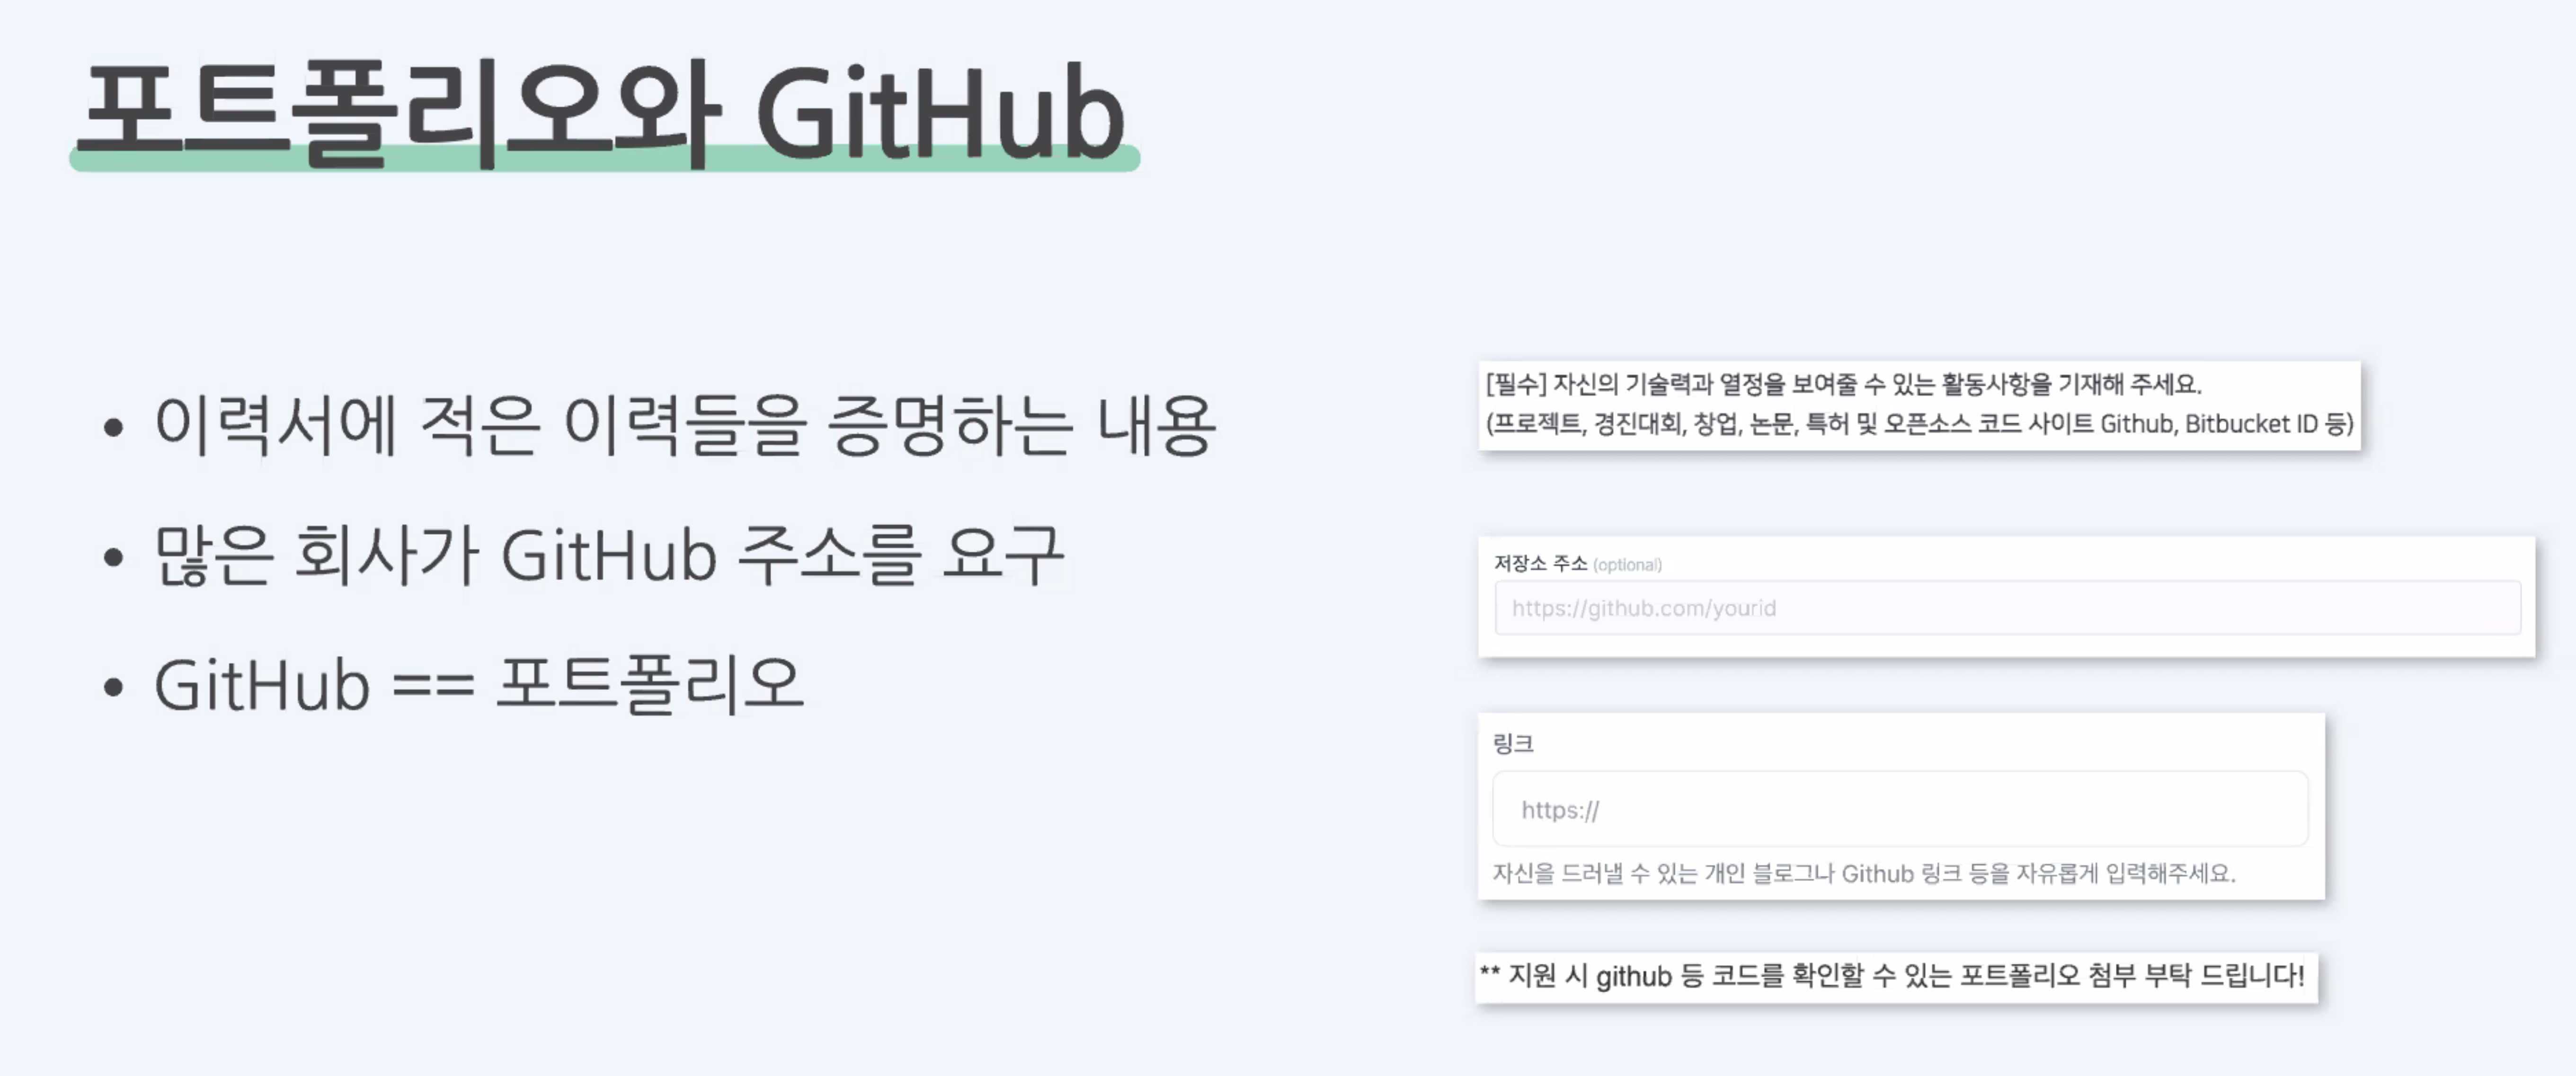 포트폴리오와 GitHub
• 이력서에 적은 이력들을 증명하는 내용
• 많은 회사가 GitHub 주소를 요구
• GitHub == 포트폴리오
[필수] 자신의 기술력과 열정을 보여줄 수 있는 활동사항을 기재해 주세요.
(프로젝트, 경진대회, 창업, 논문, 특허 및 오픈소스 코드 사이트 Github, Bitbucket ID 등)
저장소 주소 (optional)
https://github.com/yourid
링크
https://
자신을 드러낼 수 있는 개인 블로그나 Github 링크 등을 자유롭게 입력해주세요.
** 지원 시 github 등 코드를 확인할 수 있는 포트폴리오 첨부 부탁 드립니다!